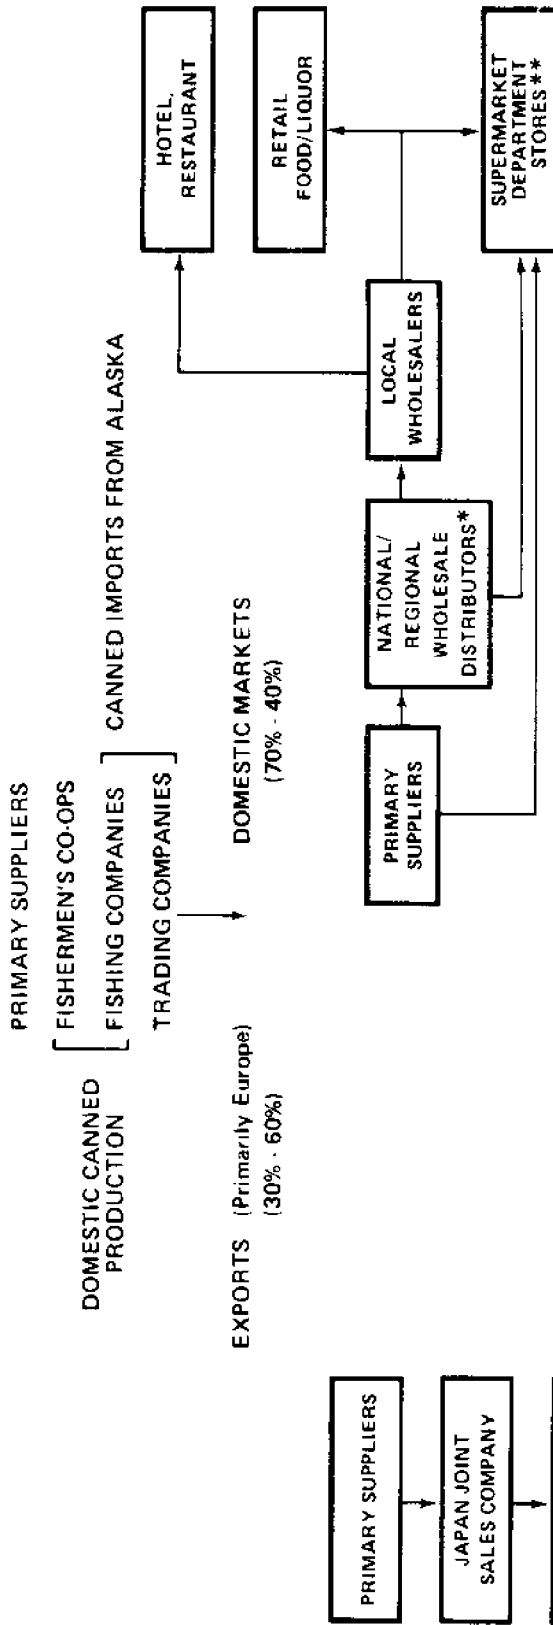 PRIMARY SUPPLIERS
DOMESTIC CANNED
PRODUCTION
FISHERMEN'S CO-OPS
FISHING COMPANIES
TRADING COMPANIES
CANNED IMPORTS FROM ALASKA
EXPORTS (Primarily Europe)
(30% - 60%)
DOMESTIC MARKETS
(70% - 40%)
PRIMARY SUPPLIERS
JAPAN JOINT
SALES COMPANY
PRIMARY
SUPPLIERS
NATIONAL/
REGIONAL
WHOLESALE
DISTRIBUTORS*
LOCAL
WHOLESALERS
HOTEL,
RESTAURANT
RETAIL
FOOD/LIQUOR
SUPERMARKET
DEPARTMENT
STORES**